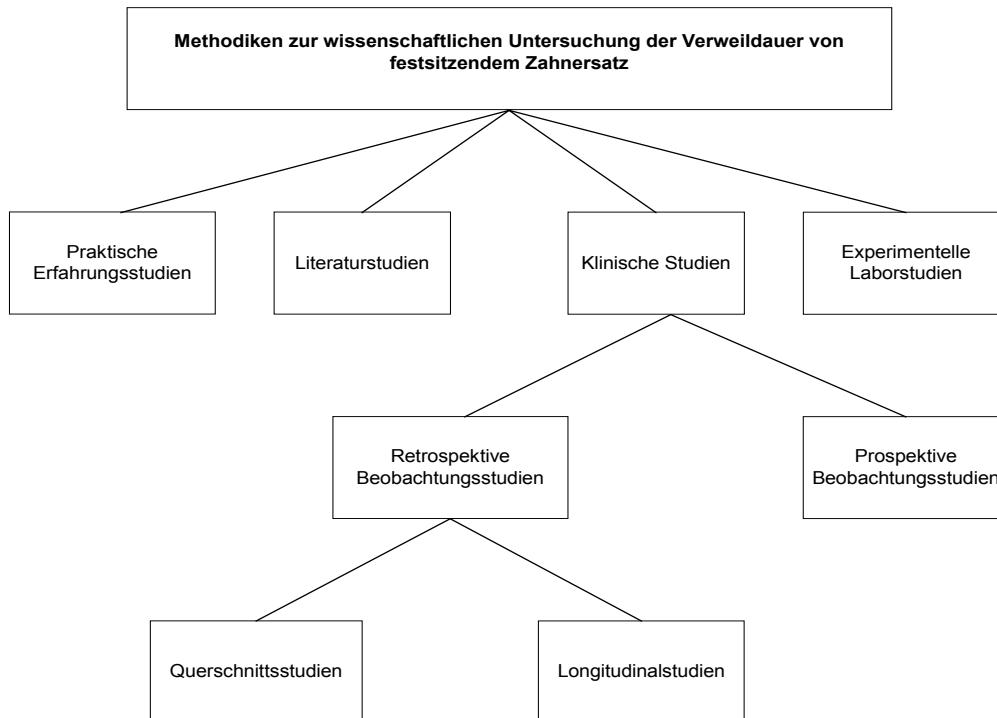 Methodiken zur wissenschaftlichen Untersuchung der Verweildauer von
festsitzendem Zahnersatz
Praktische
Erfahrungsstudien
Literaturstudien
Klinische Studien
Experimentelle
Laborstudien
Retrospektive
Beobachtungsstudien
Prospektive
Beobachtungsstudien
Querschnittsstudien
Longitudinalstudien